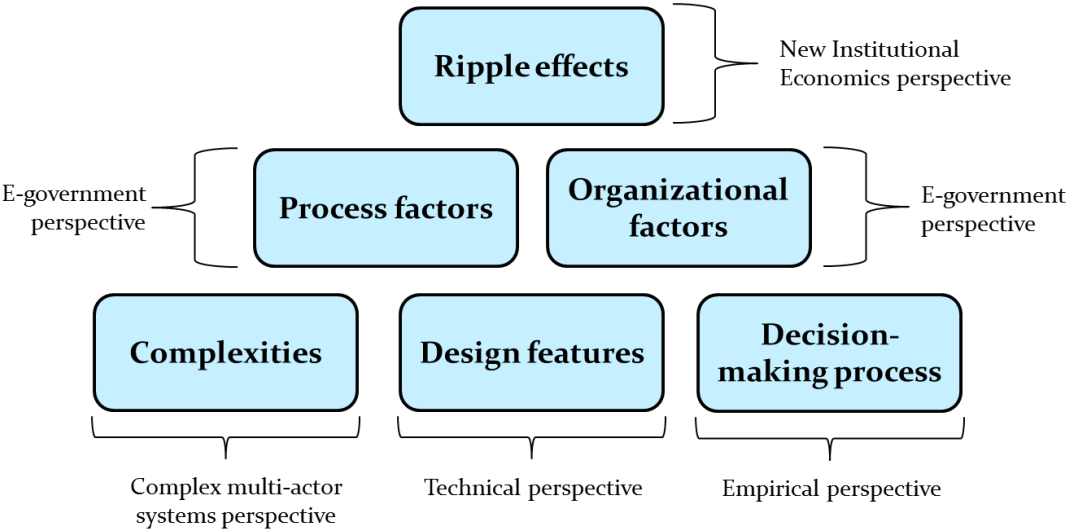 Ripple effects
New Institutional
Economics perspective
E-government
perspective
Process factors
Organizational
factors
E-government
perspective
Complexities
Design features
Decision-
making process
Complex multi-actor
systems perspective
Technical perspective
Empirical perspective